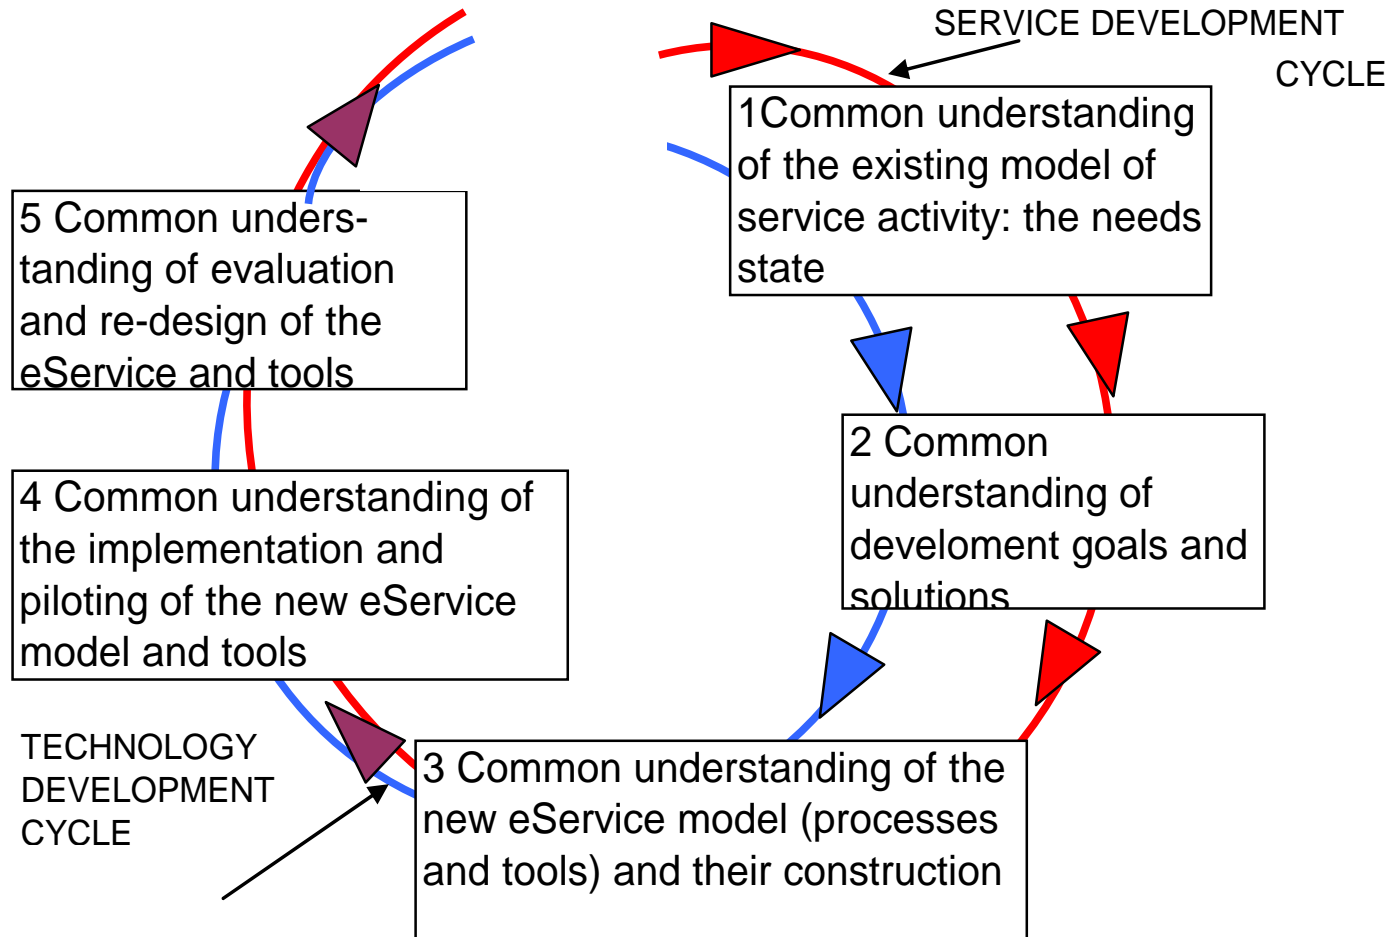 SERVICE DEVELOPMENT
CYCLE
1Common understanding
of the existing model of
service activity: the needs
state
2 Common
understanding of
develoment goals and
solutions
3 Common understanding of the
new eService model (processes
and tools) and their construction
4 Common understanding of
the implementation and
piloting of the new eService
model and tools
5 Common unders-
tanding of evaluation
and re-design of the
eService and tools
TECHNOLOGY
DEVELOPMENT
CYCLE